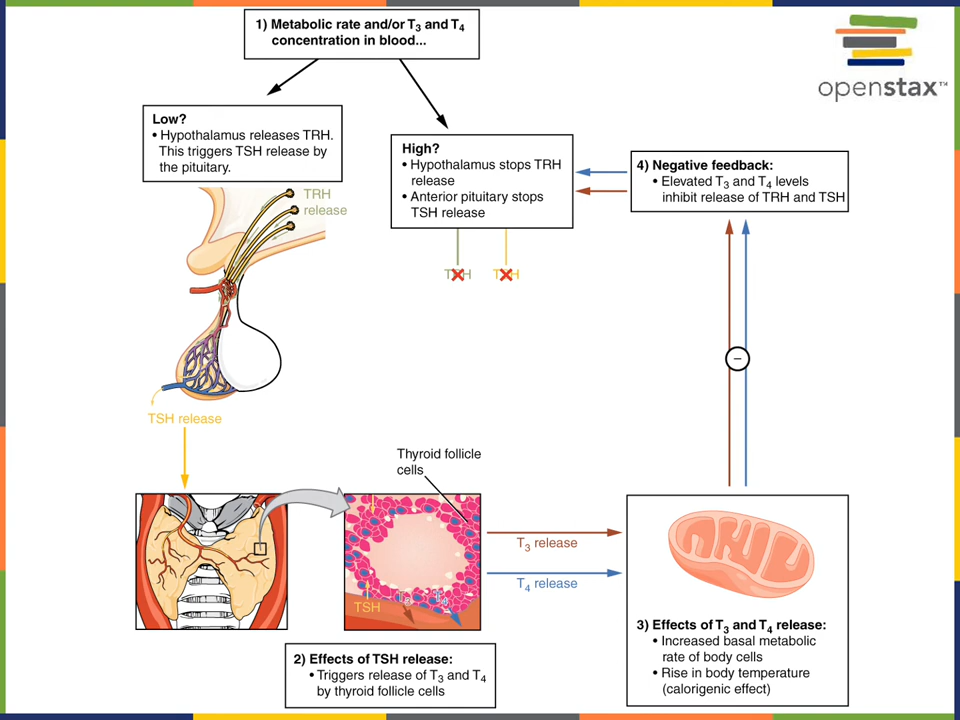 1) Metabolic rate and/or T3 and T4
concentration in blood...
openstax™
Low?
• Hypothalamus releases TRH.
This triggers TSH release by
the pituitary.
High?
• Hypothalamus stops TRH
release
• Anterior pituitary stops
TSH release
4) Negative feedback:
• Elevated T3 and T4 levels
inhibit release of TRH and TSH
TRH
release
TSH release
−
Thyroid follicle
cells
T3 release
T4 release
TSH
T3
T4
2) Effects of TSH release:
• Triggers release of T3 and T4
by thyroid follicle cells
3) Effects of T3 and T4 release:
• Increased basal metabolic
rate of body cells
• Rise in body temperature
(calorigenic effect)